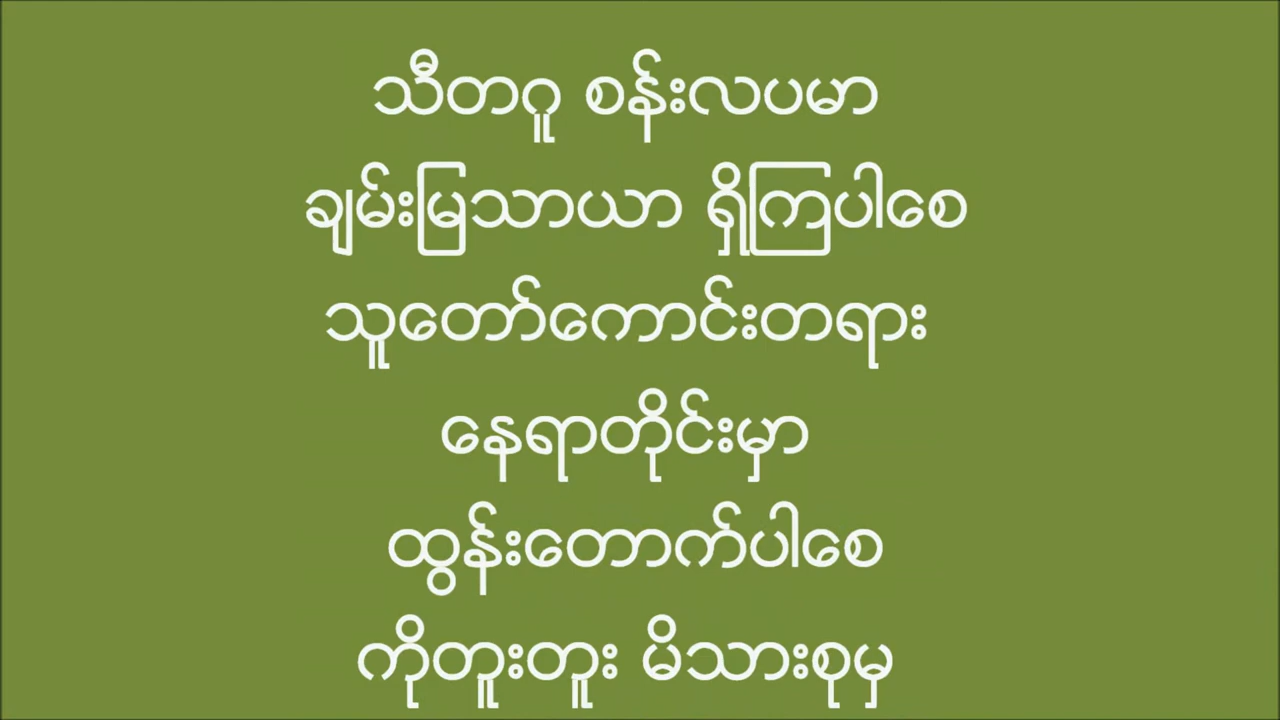 သီတဂူ စန်းလပမာ
ချမ်းမြသာယာ ရှိကြပါစေ
သူတော်ကောင်းတရား
နေရာတိုင်းမှာ
ထွန်းတောက်ပါစေ
ကိုတူးတူး မိသားစုမှ